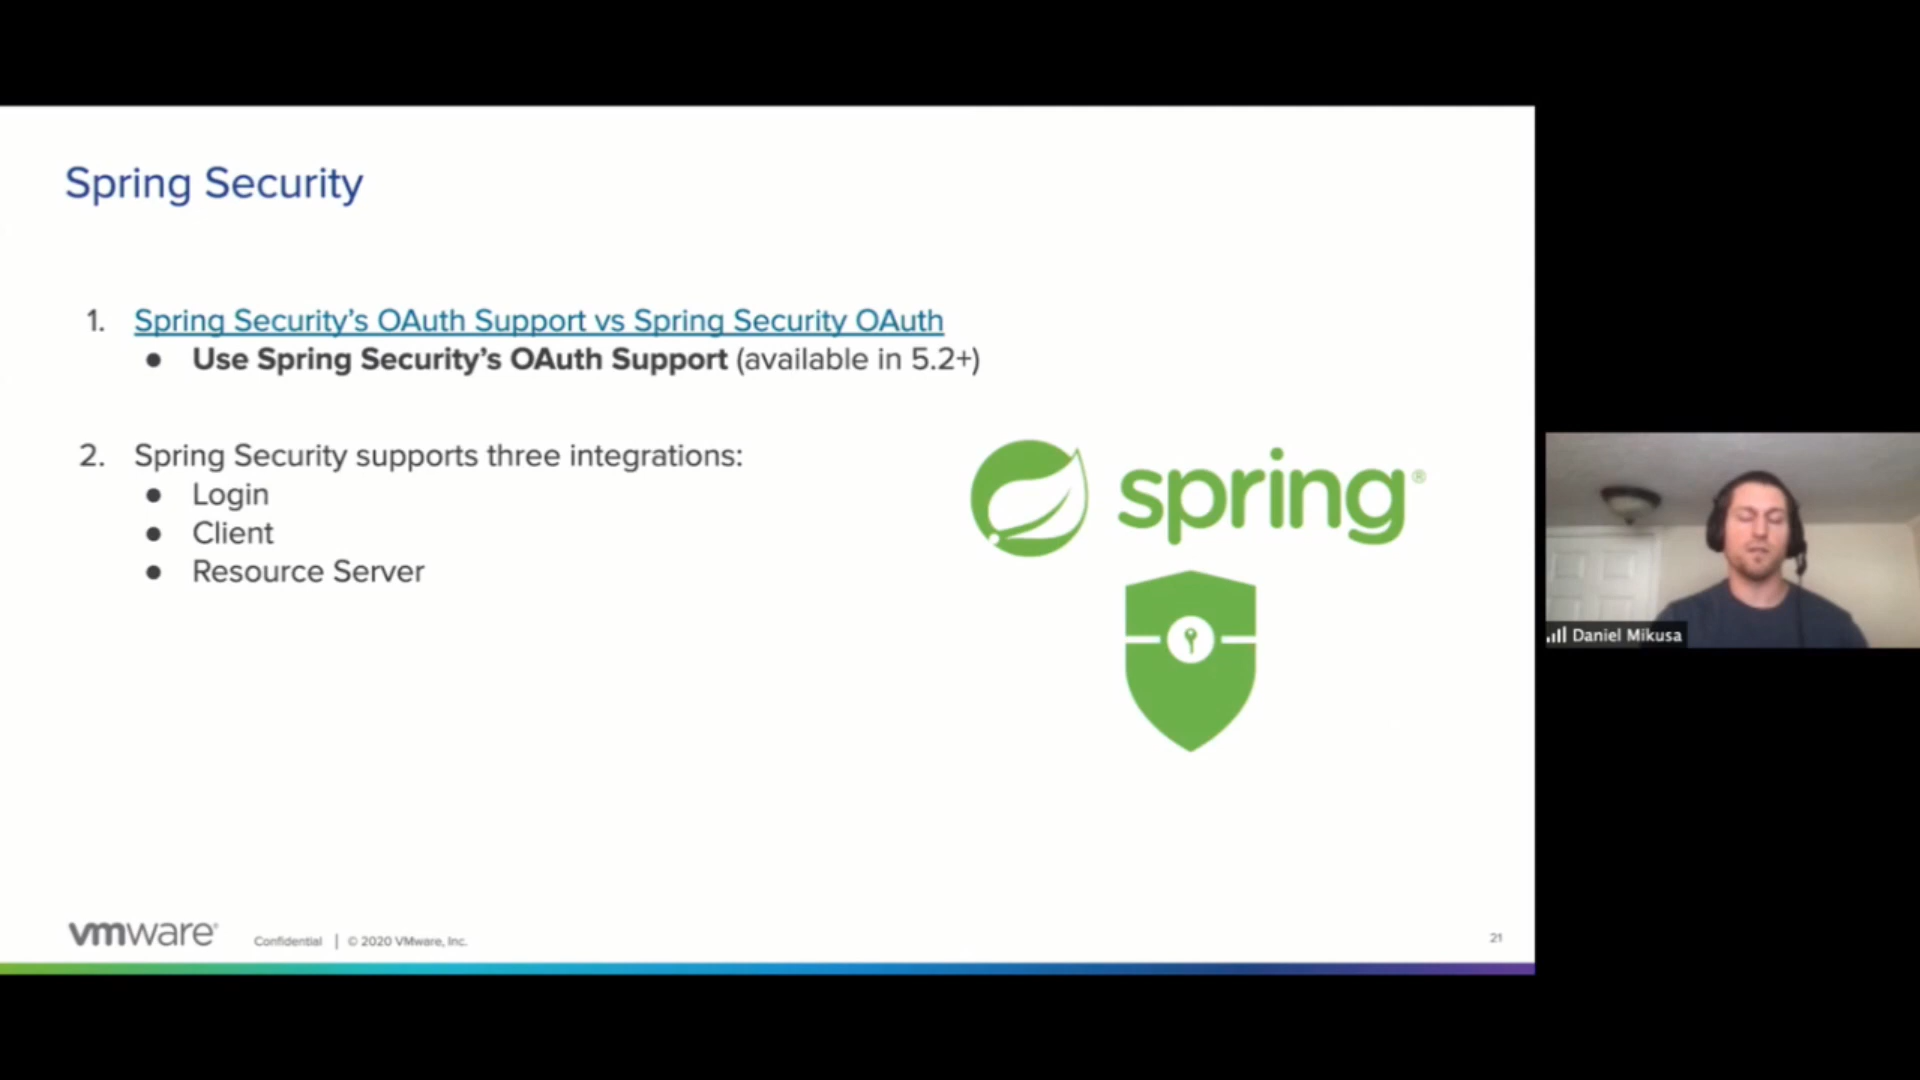 Spring Security
1. Spring Security’s OAuth Support vs Spring Security OAuth
● Use Spring Security’s OAuth Support (available in 5.2+)
2. Spring Security supports three integrations:
● Login
● Client
● Resource Server
spring®
Daniel Mikusa
vmware®
Confidential | © 2020 VMware, Inc.
21